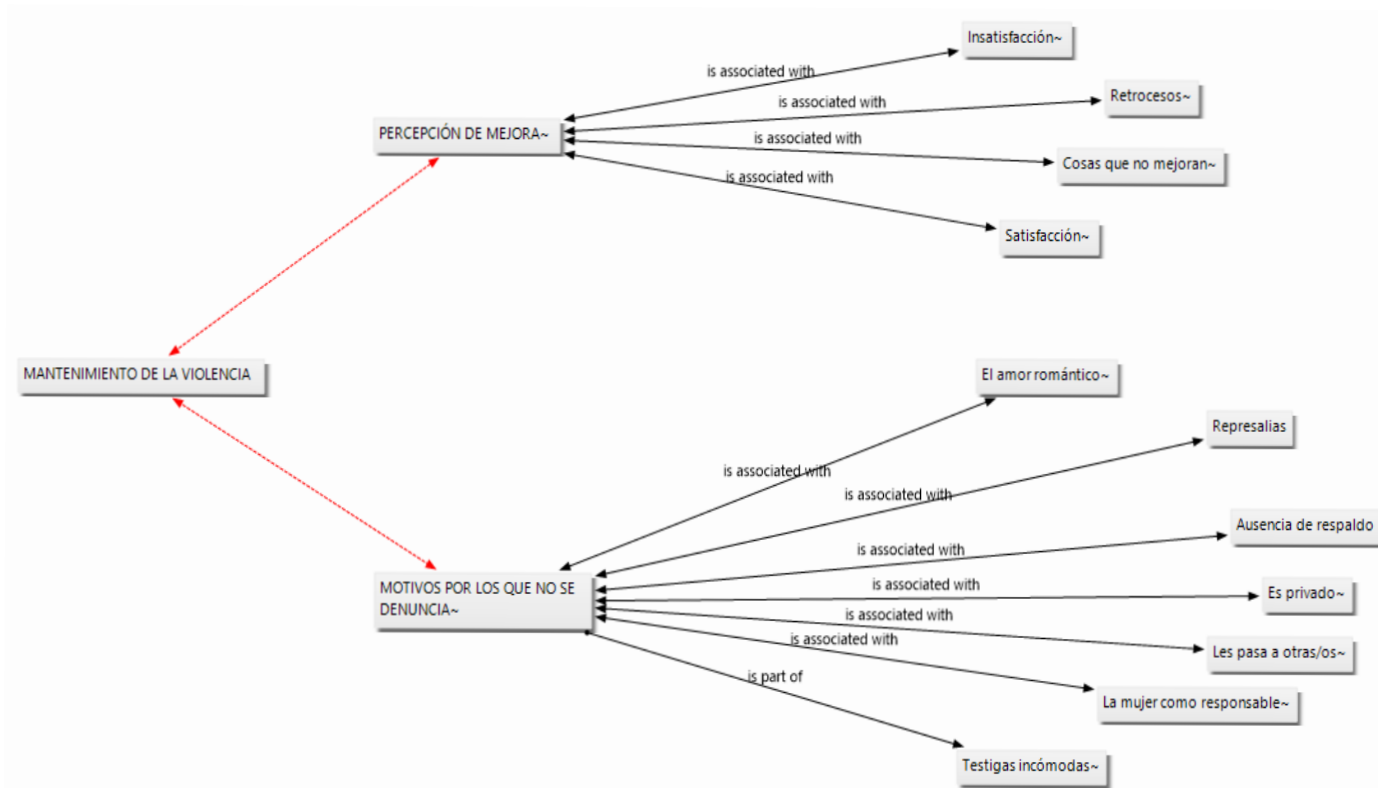 Insatisfacción~
is associated with
Retrocesos~
is associated with
PERCEPCIÓN DE MEJORA~
is associated with
Cosas que no mejoran~
is associated with
Satisfacción~
MANTENIMIENTO DE LA VIOLENCIA
El amor romántico~
Represalias
is associated with
is associated with
Ausencia de respaldo
is associated with
MOTIVOS POR LOS QUE NO SE
DENUNCIA~
is associated with
Es privado~
is associated with
is associated with
Les pasa a otras/os~
is part of
La mujer como responsable~
Testigas incómodas~